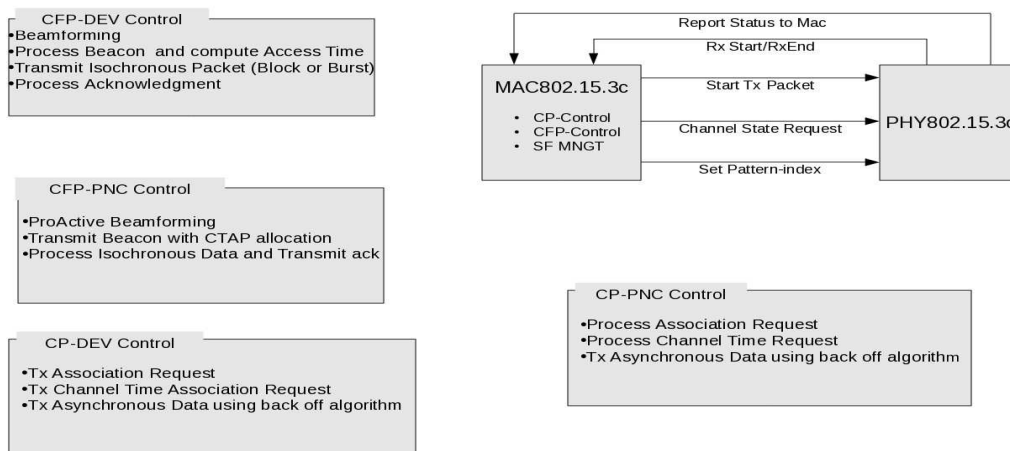 CFP-DEV Control
•Beamforming
•Process Beacon and compute Access Time
•Transmit Isochronous Packet (Block or Burst)
•Process Acknowledgment
Report Status to Mac
Rx Start/RxEnd
MAC802.15.3c
• CP-Control
• CFP-Control
• SF MNGT
Start Tx Packet
Channel State Request
Set Pattern-index
PHY802.15.3c
CFP-PNC Control
•ProActive Beamforming
•Transmit Beacon with CTAP allocation
•Process Isochronous Data and Transmit ack
CP-PNC Control
•Process Association Request
•Process Channel Time Request
•Tx Asynchronous Data using back off algorithm
CP-DEV Control
•Tx Association Request
•Tx Channel Time Association Request
•Tx Asynchronous Data using back off algorithm